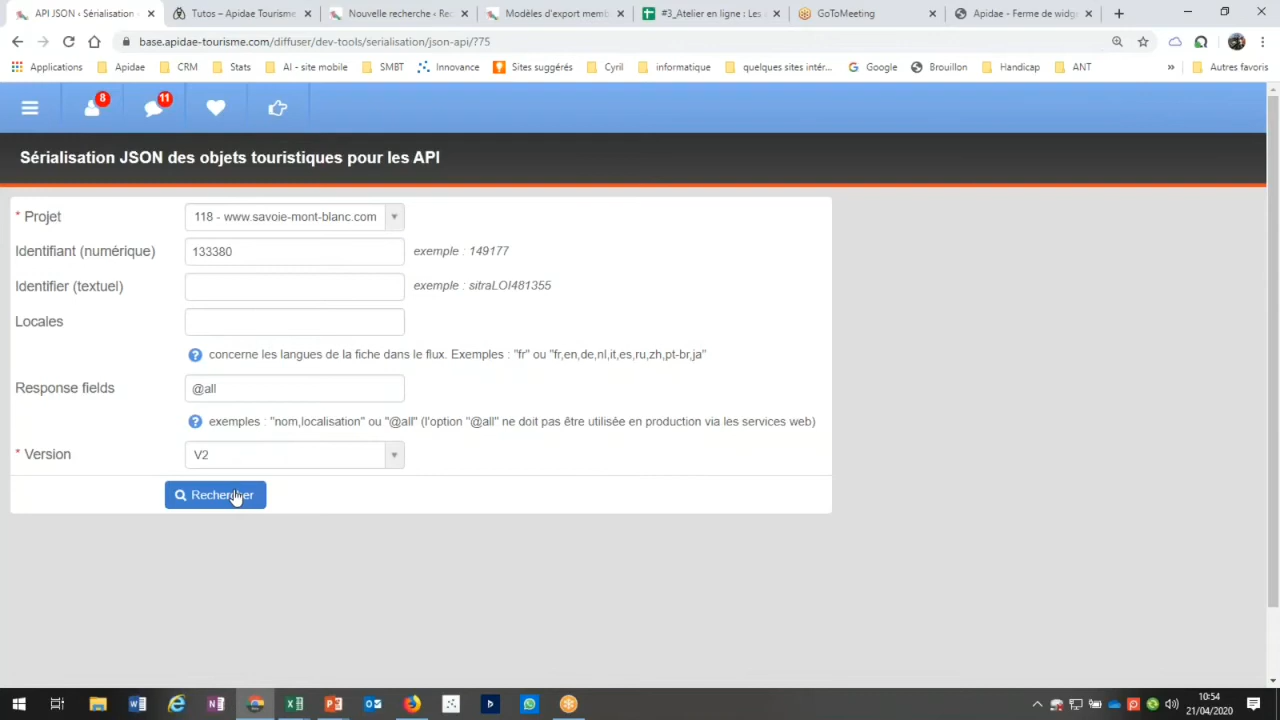 API JSON ‹ Sérialisation
Tutos – Apidae Tourisme
Nouvelle recherche ‹ Rec
Modèles d'export memb
#3_Atelier en ligne : Les
GoToMeeting
Apidae - Ferme de widg
base.apidae-tourisme.com/diffuser/dev-tools/serialisation/json-api/?75
Applications
Apidae
CRM
Stats
AI - site mobile
SMBT
Innovance
Sites suggérés
Cyril
informatique
quelques sites intér...
Google
Brouillon
Handicap
ANT
»
Autres favoris
8
11
Sérialisation JSON des objets touristiques pour les API
* Projet
118 - www.savoie-mont-blanc.com
Identifiant (numérique)
133380
exemple : 149177
Identifier (textuel)
exemple : sitraLOI481355
Locales
concerne les langues de la fiche dans le flux. Exemples : "fr" ou "fr,en,de,nl,it,es,ru,zh,pt-br,ja"
Response fields
@all
exemples : "nom,localisation" ou "@all" (l'option "@all" ne doit pas être utilisée en production via les services web)
* Version
V2
Rechercher
10:54
21/04/2020